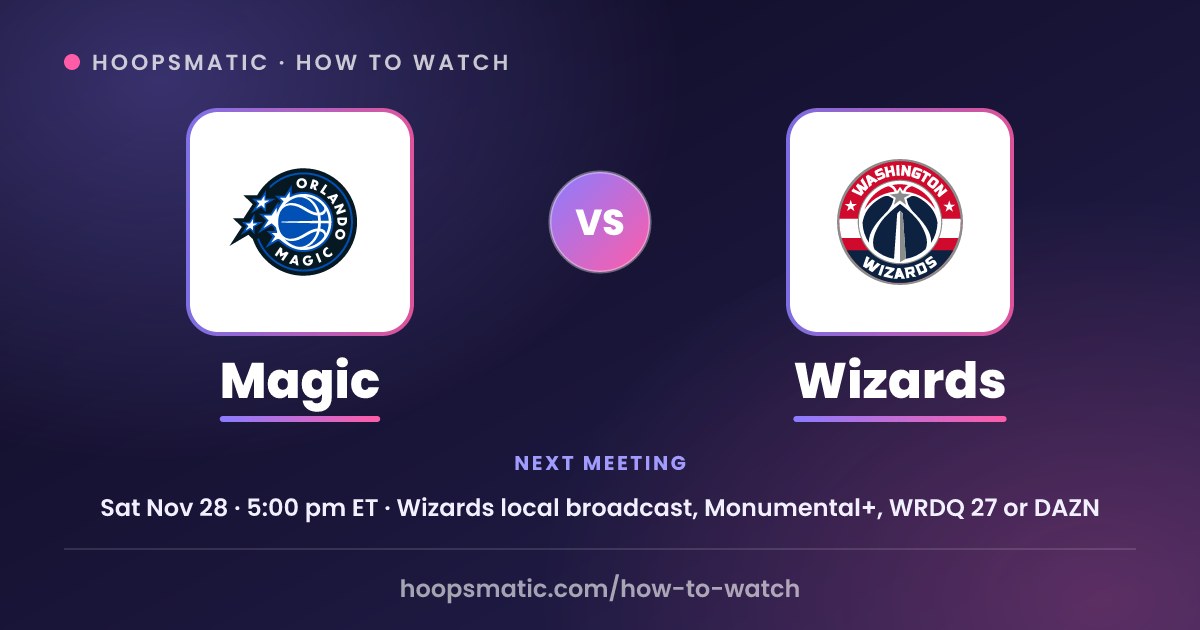 HOOPSMATIC · HOW TO WATCH
ORLANDO
MAGIC
VS
WASHINGTON
WIZARDS
Magic
Wizards
NEXT MEETING
Sat Nov 28 · 5:00 pm ET · Wizards local broadcast, Monumental+, WRDQ 27 or DAZN
hoopsmatic.com/how-to-watch